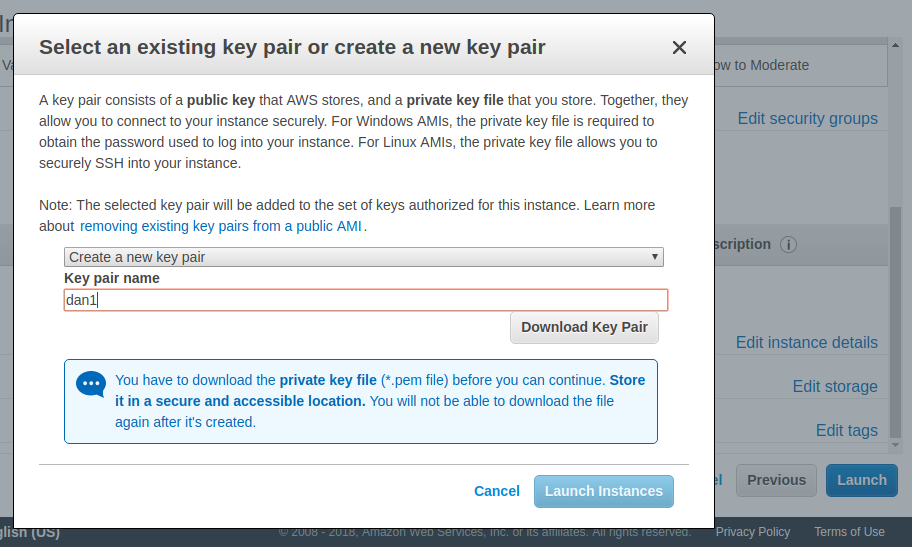 Select an existing key pair or create a new key pair
ow to Moderate
A key pair consists of a public key that AWS stores, and a private key file that you store. Together, they
allow you to connect to your instance securely. For Windows AMIs, the private key file is required to
obtain the password used to log into your instance. For Linux AMIs, the private key file allows you to
securely SSH into your instance.
Edit security groups
Note: The selected key pair will be added to the set of keys authorized for this instance. Learn more
about removing existing key pairs from a public AMI.
scription
Create a new key pair
Key pair name
dan1
Download Key Pair
Edit instance details
You have to download the private key file (*.pem file) before you can continue. Store
it in a secure and accessible location. You will not be able to download the file
again after it's created.
Edit storage
Edit tags
Cancel
Launch Instances
el
Previous
Launch
glish (US)
© 2008 - 2018, Amazon Web Services, Inc. or its affiliates. All rights reserved.
Privacy Policy
Terms of Use